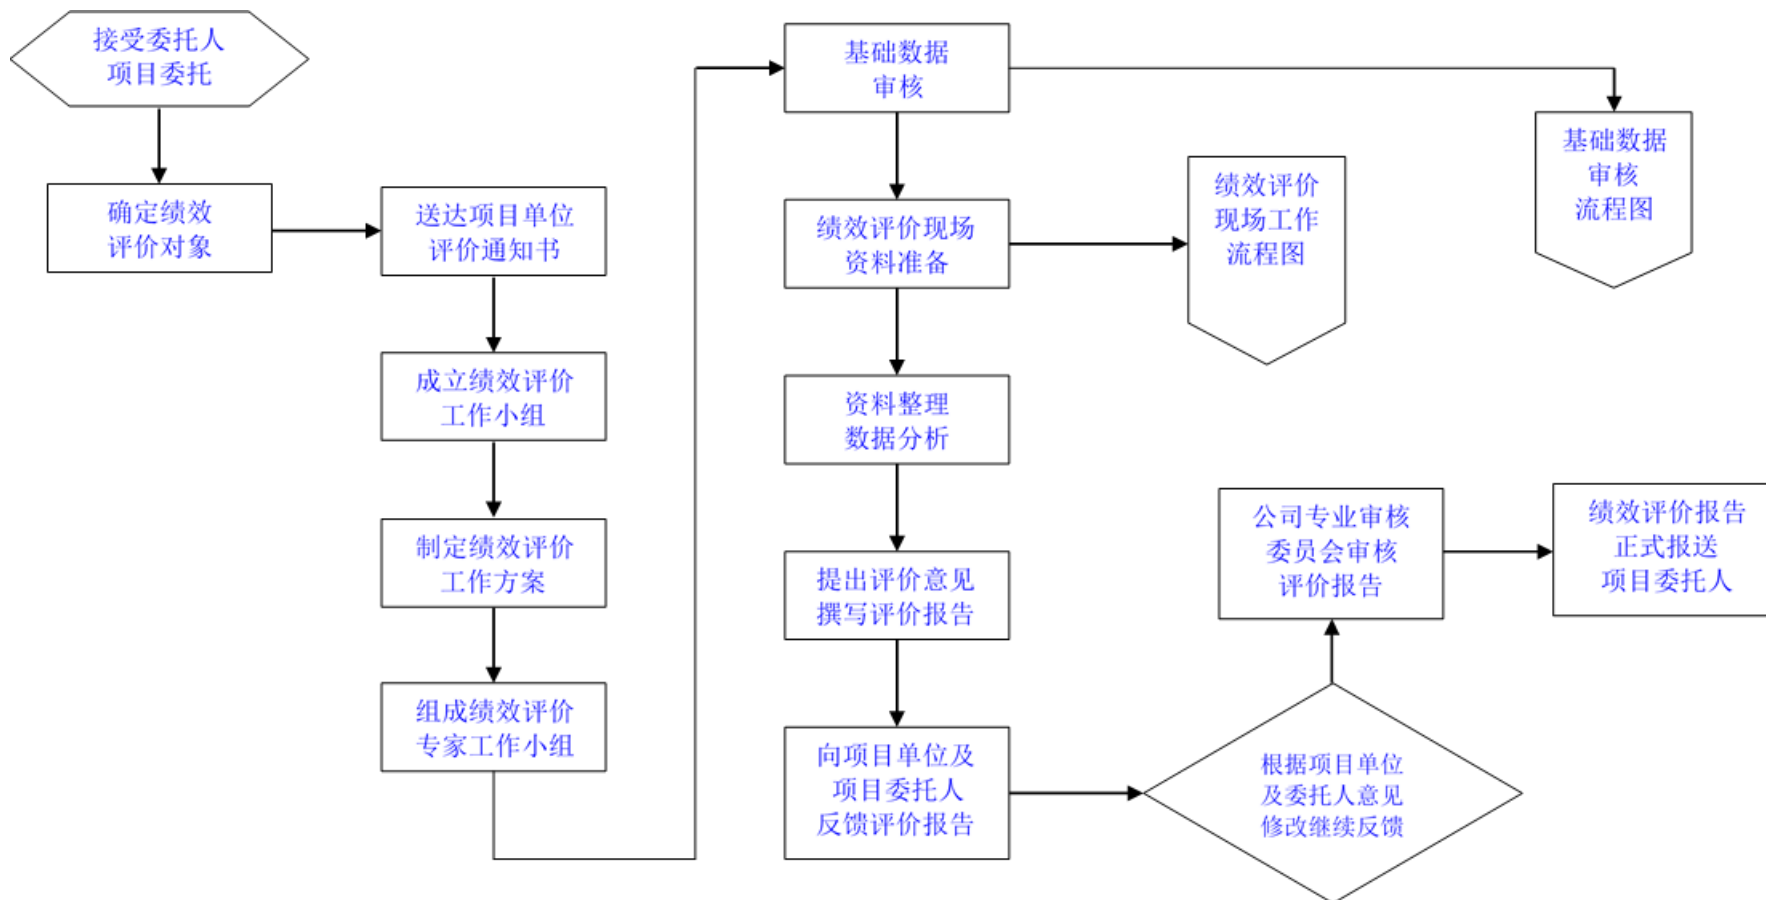 接受委托人
项目委托
确定绩效
评价对象
送达项目单位
评价通知书
成立绩效评价
工作小组
制定绩效评价
工作方案
组成绩效评价
专家工作小组
基础数据
审核
绩效评价现场
资料准备
资料整理
数据分析
提出评价意见
撰写评价报告
向项目单位及
项目委托人
反馈评价报告
绩效评价
现场工作
流程图
基础数据
审核
流程图
根据项目单位
及委托人意见
修改继续反馈
公司专业审核
委员会审核
评价报告
绩效评价报告
正式报送
项目委托人